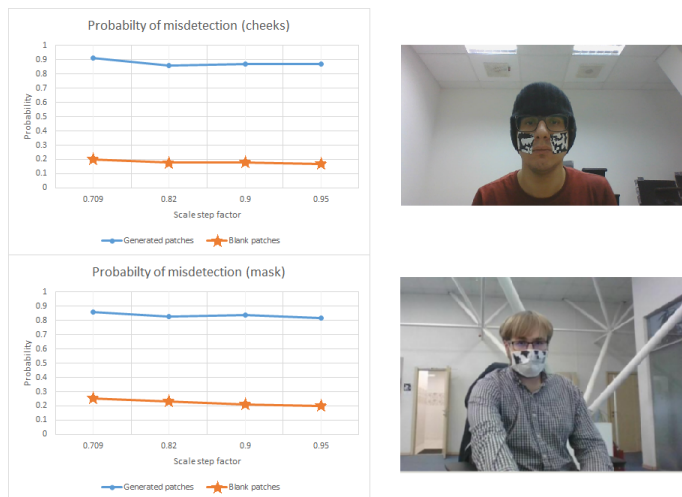 Probabilty of misdetection (cheeks)
1
0.9
0.8
0.7
0.6
0.5
0.4
0.3
0.2
0.1
0
Probability
0.709 0.82 0.9 0.95
Scale step factor
Generated patches Blank patches
Probabilty of misdetection (mask)
1
0.9
0.8
0.7
0.6
0.5
0.4
0.3
0.2
0.1
0
Probability
0.709 0.82 0.9 0.95
Scale step factor
Generated patches Blank patches